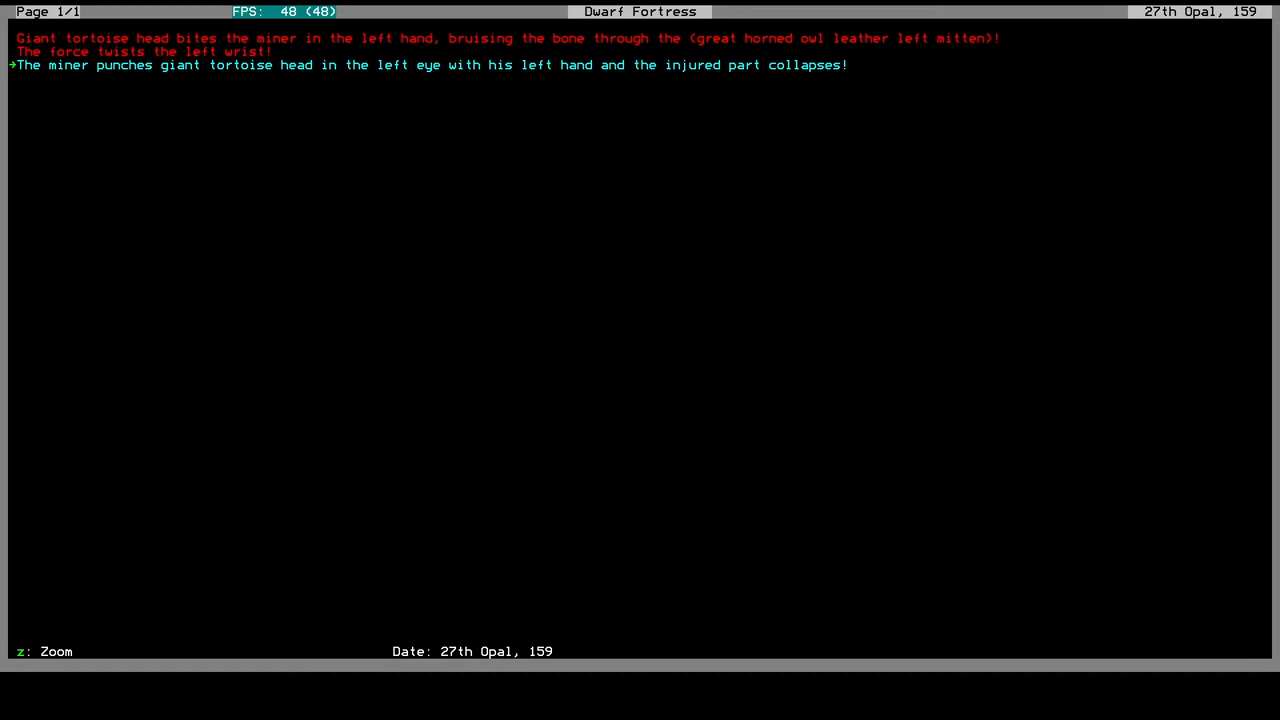 Page 1/1 FPS: 48 (48) Dwarf Fortress 27th Opal, 159
Giant tortoise head bites the miner in the left hand, bruising the bone through the (great horned owl leather left mitten)!
The force twists the left wrist!
→The miner punches giant tortoise head in the left eye with his left hand and the injured part collapses!
z: Zoom Date: 27th Opal, 159